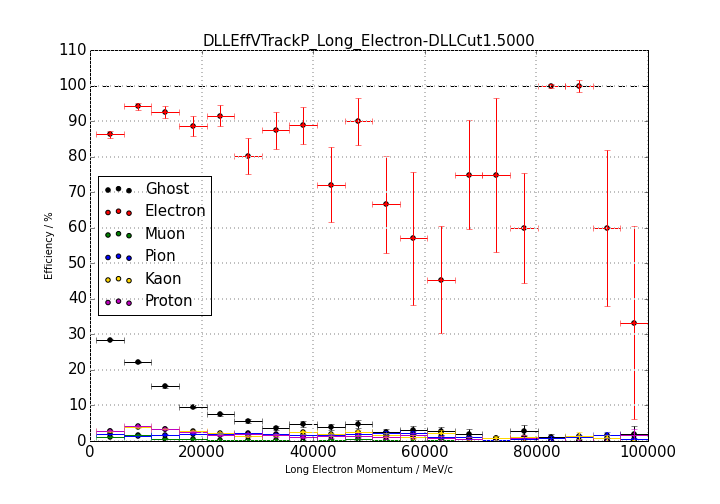 DLLEffVTrackP_Long_Electron-DLLCut1.5000
110
100
90
80
70
60
50
40
30
20
10
0
Efficiency / %
Ghost
Electron
Muon
Pion
Kaon
Proton
0 20000 40000 60000 80000 100000
Long Electron Momentum / MeV/c